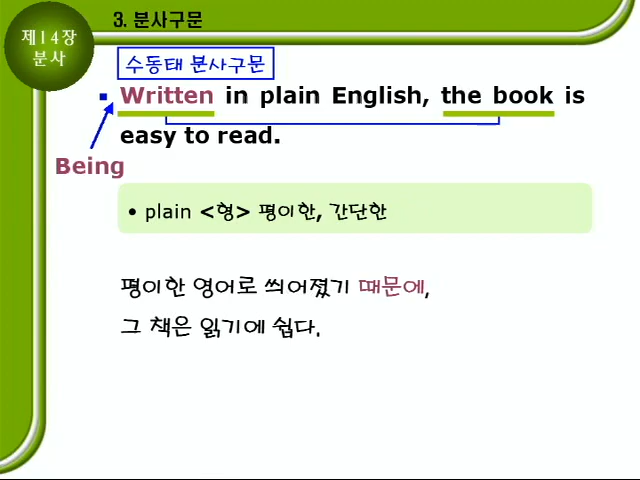 제14장
분사
3. 분사구문
수동태 분사구문
▪ Written in plain English, the book is
easy to read.
Being
• plain <형> 평이한, 간단한
평이한 영어로 씌어졌기 때문에,
그 책은 읽기에 쉽다.